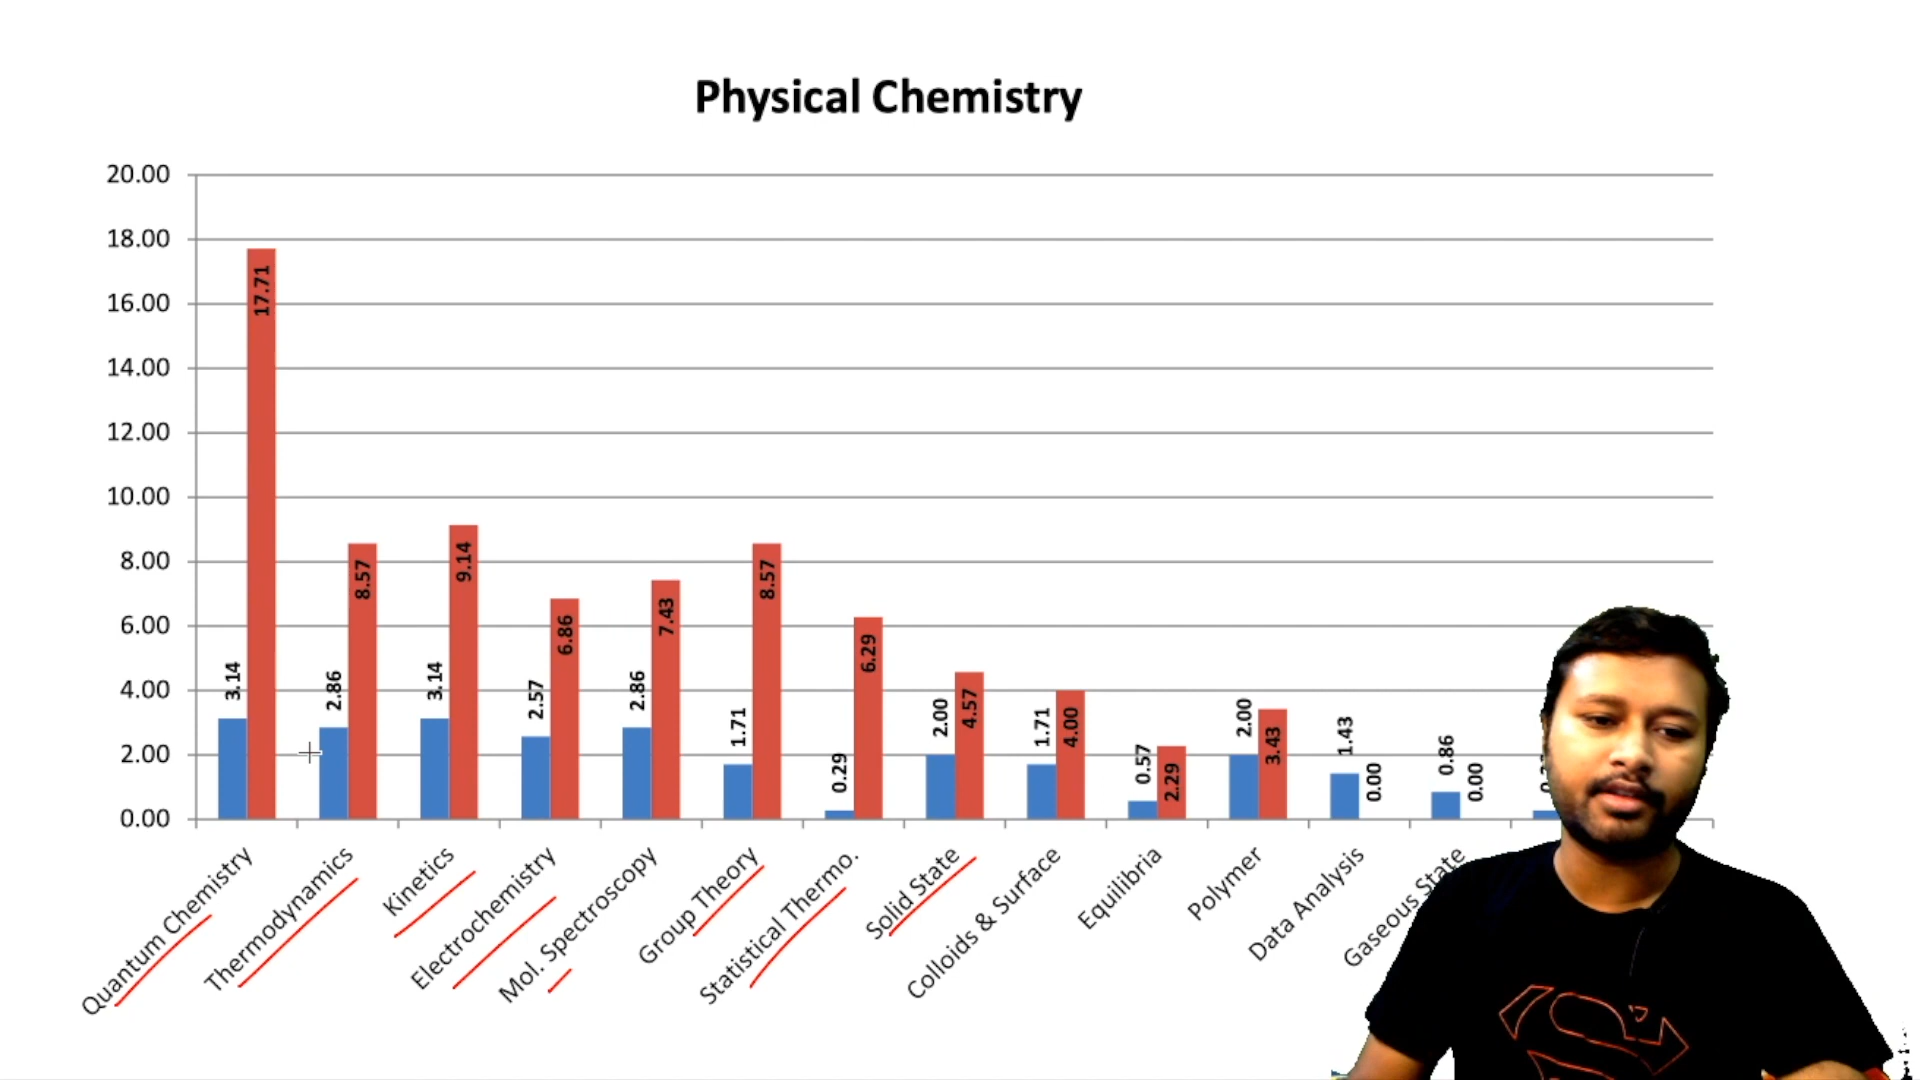 Physical Chemistry
20.00
18.00
16.00
14.00
12.00
10.00
8.00
6.00
4.00
2.00
0.00
3.14
17.71
2.86
8.57
3.14
9.14
2.57
6.86
2.86
7.43
1.71
8.57
0.29
6.29
2.00
4.57
1.71
4.00
0.57
2.29
2.00
3.43
1.43
0.00
0.86
0.00
Quantum Chemistry
Thermodynamics
Kinetics
Electrochemistry
Mol. Spectroscopy
Group Theory
Statistical Thermo.
Solid State
Colloids & Surface
Equilibria
Polymer
Data Analysis
Gaseous State